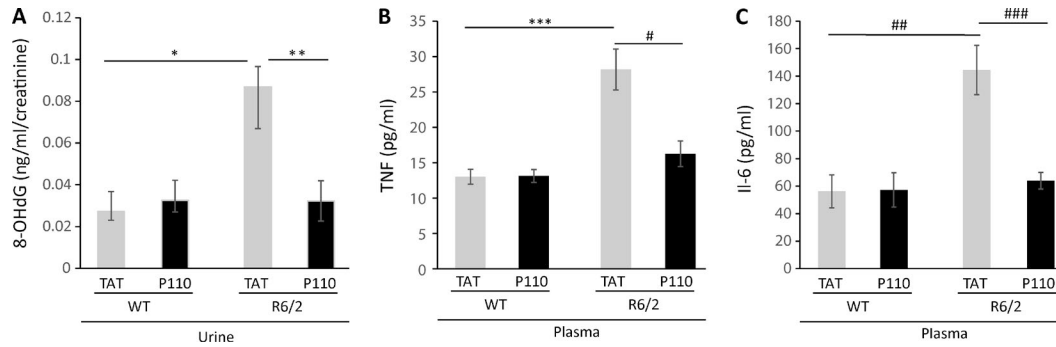 A
8-OHdG (ng/ml/creatinine)
0.12
0.1
0.08
0.06
0.04
0.02
0
*
**
TAT P110 TAT P110
WT R6/2
Urine
B
TNF (pg/ml)
40
35
30
25
20
15
10
5
0
***
#
TAT P110 TAT P110
WT R6/2
Plasma
C
Il-6 (pg/ml)
180
160
140
120
100
80
60
40
20
0
##
###
TAT P110 TAT P110
WT R6/2
Plasma